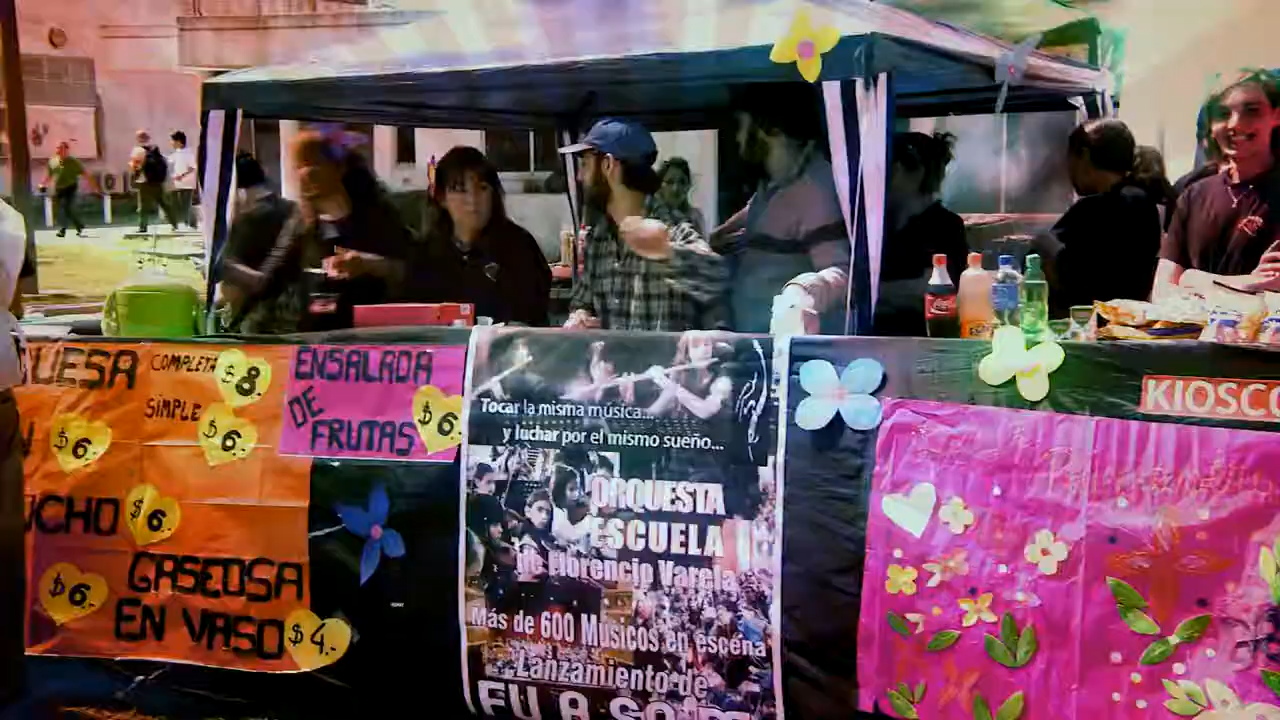 UESA
COMPLETA $8.
SIMPLE $6.
$6.
OCHO $6.
$6.
GASEOSA
EN VASO $4.
ENSALADA
DE
FRUTAS $6.
Tocar la misma música...
y luchar por el mismo sueño...
ORQUESTA
ESCUELA
de Florencio Varela
Más de 600 Músicos en escena
Lanzamiento de
KIOSCO